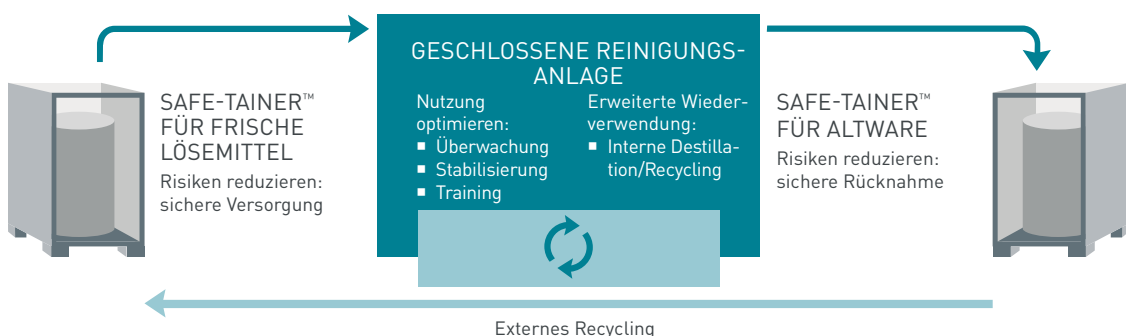 SAFE-TAINER™
FÜR FRISCHE
LÖSEMITTEL
Risiken reduzieren:
sichere Versorgung
GESCHLOSSENE REINIGUNGS-
ANLAGE
Nutzung
optimieren:
▪ Überwachung
▪ Stabilisierung
▪ Training
Erweiterte Wieder-
verwendung:
▪ Interne Destilla-
tion/Recycling
SAFE-TAINER™
FÜR ALTWARE
Risiken reduzieren:
sichere Rücknahme
Externes Recycling